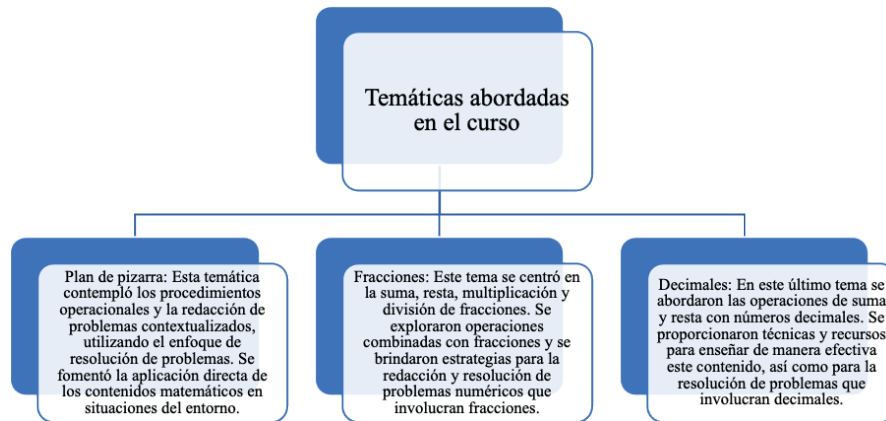 Temáticas abordadas
en el curso
Plan de pizarra: Esta temática
contempló los procedimientos
operacionales y la redacción de
problemas contextualizados,
utilizando el enfoque de
resolución de problemas. Se
fomentó la aplicación directa de
los contenidos matemáticos en
situaciones del entorno.
Fracciones: Este tema se centró en
la suma, resta, multiplicación y
división de fracciones. Se
exploraron operaciones
combinadas con fracciones y se
brindaron estrategias para la
redacción y resolución de
problemas numéricos que
involucran fracciones.
Decimales: En este último tema se
abordaron las operaciones de suma
y resta con números decimales. Se
proporcionaron técnicas y recursos
para enseñar de manera efectiva
este contenido, así como para la
resolución de problemas que
involucran decimales.